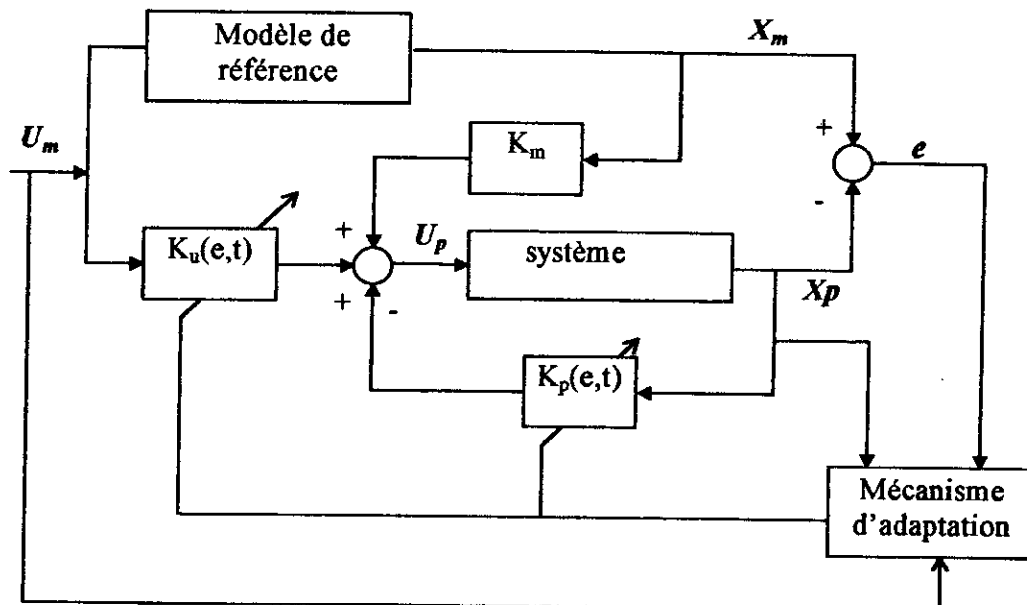 Modèle de
référence
X_m
U_m
K_m
+
e
-
K_u(e,t)
+
U_p
système
+
-
Xp
K_p(e,t)
Mécanisme
d'adaptation